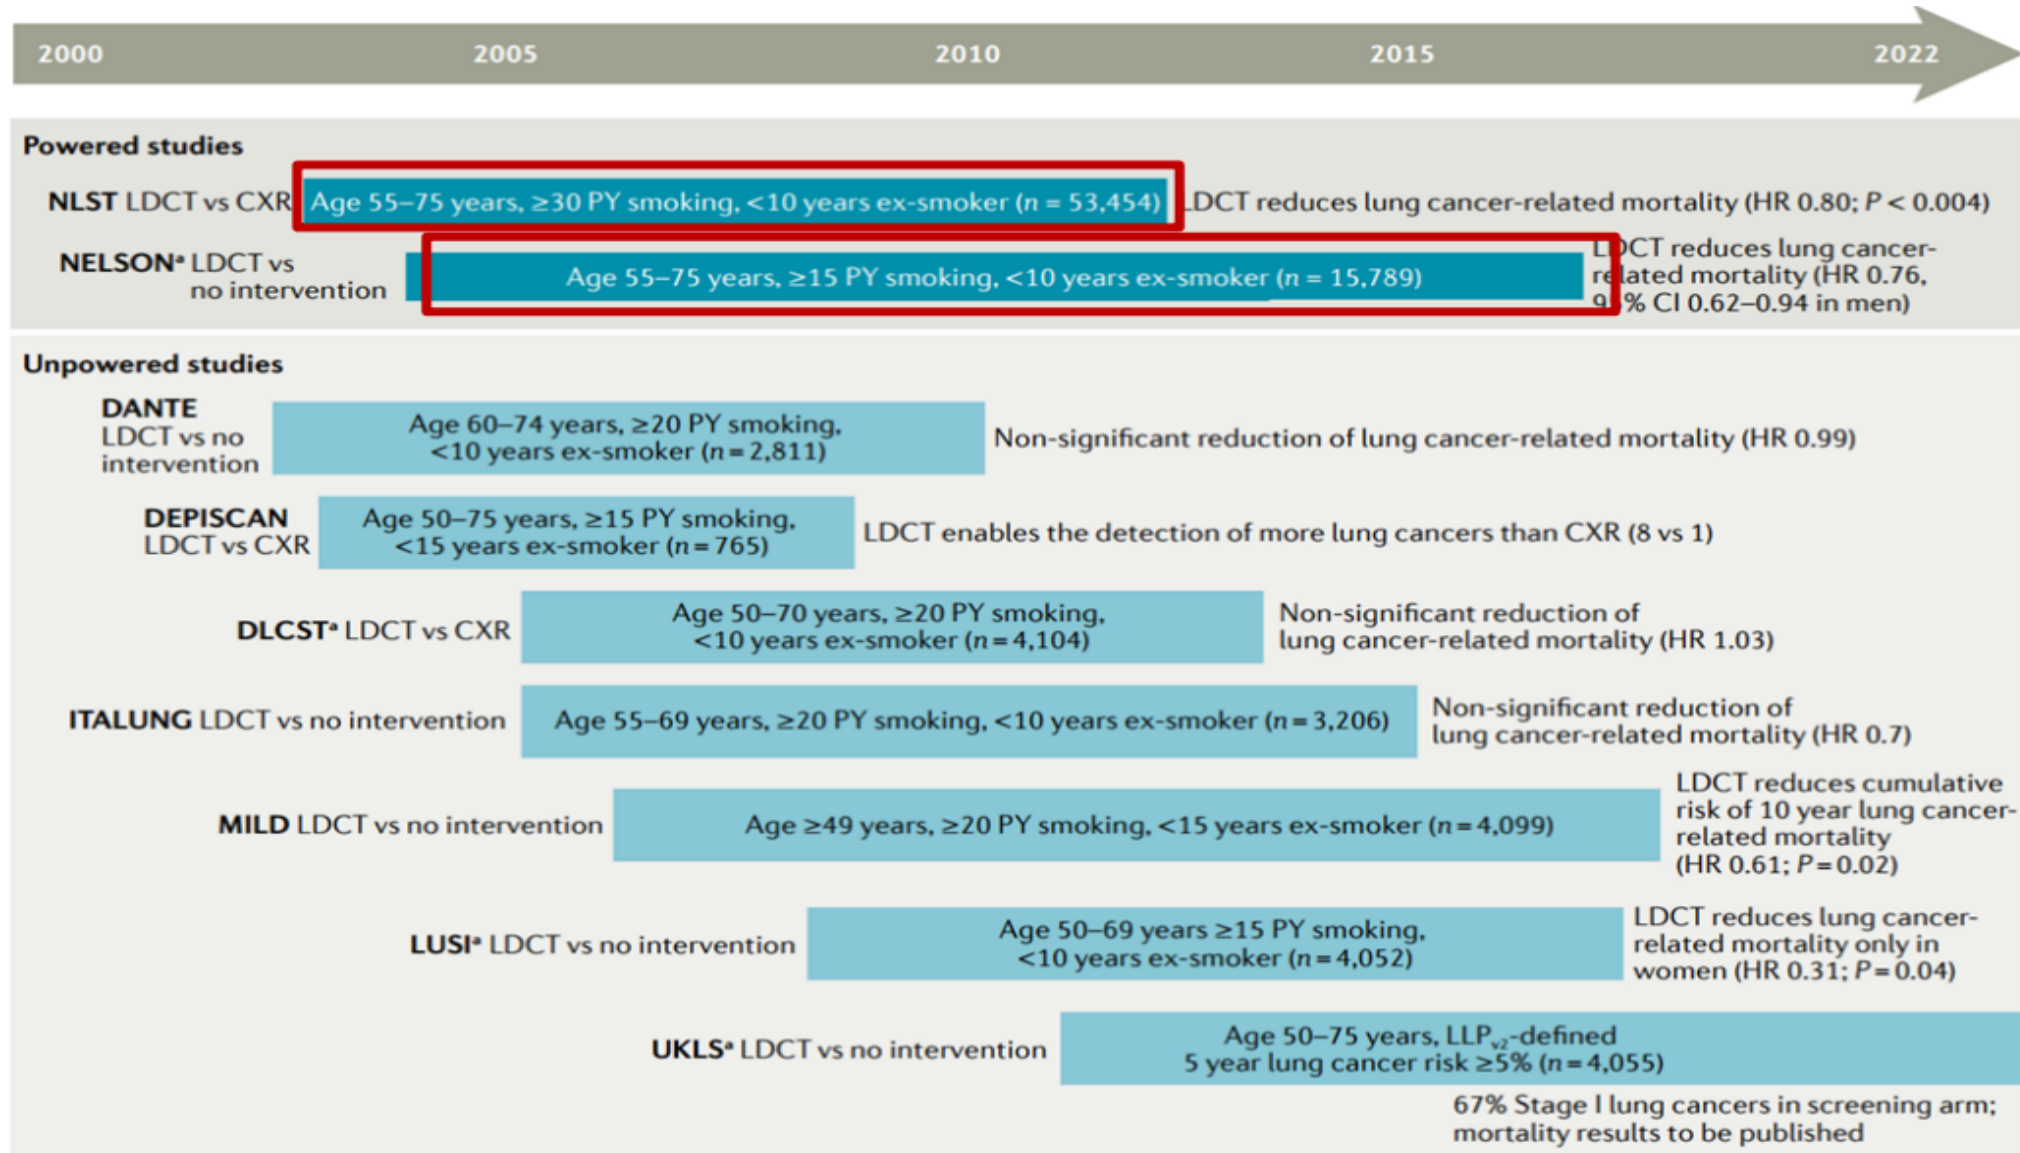 2000 2005 2010 2015 2022
Powered studies
NLST LDCT vs CXR
Age 55–75 years, ≥30 PY smoking, <10 years ex-smoker (n = 53,454)
LDCT reduces lung cancer-related mortality (HR 0.80; P < 0.004)
NELSONᵃ LDCT vs
no intervention
Age 55–75 years, ≥15 PY smoking, <10 years ex-smoker (n = 15,789)
LDCT reduces lung cancer-
related mortality (HR 0.76,
95% CI 0.62–0.94 in men)
Unpowered studies
DANTE
LDCT vs no
intervention
Age 60–74 years, ≥20 PY smoking,
<10 years ex-smoker (n = 2,811)
Non-significant reduction of lung cancer-related mortality (HR 0.99)
DEPISCAN
LDCT vs CXR
Age 50–75 years, ≥15 PY smoking,
<15 years ex-smoker (n = 765)
LDCT enables the detection of more lung cancers than CXR (8 vs 1)
DLCSTᵃ LDCT vs CXR
Age 50–70 years, ≥20 PY smoking,
<10 years ex-smoker (n = 4,104)
Non-significant reduction of
lung cancer-related mortality (HR 1.03)
ITALUNG LDCT vs no intervention
Age 55–69 years, ≥20 PY smoking, <10 years ex-smoker (n = 3,206)
Non-significant reduction of
lung cancer-related mortality (HR 0.7)
MILD LDCT vs no intervention
Age ≥49 years, ≥20 PY smoking, <15 years ex-smoker (n = 4,099)
LDCT reduces cumulative
risk of 10 year lung cancer-
related mortality
(HR 0.61; P = 0.02)
LUSIᵃ LDCT vs no intervention
Age 50–69 years ≥15 PY smoking,
<10 years ex-smoker (n = 4,052)
LDCT reduces lung cancer-
related mortality only in
women (HR 0.31; P = 0.04)
UKLSᵃ LDCT vs no intervention
Age 50–75 years, LLPv2-defined
5 year lung cancer risk ≥5% (n = 4,055)
67% Stage I lung cancers in screening arm;
mortality results to be published